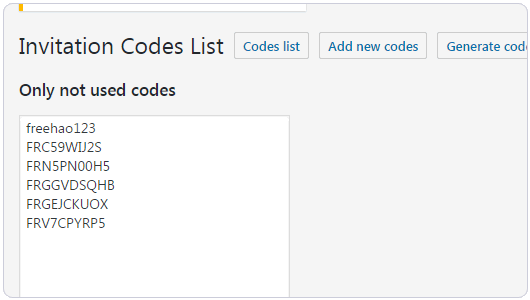 Invitation Codes List Codes list Add new codes Generate code
Only not used codes
freehao123
FRC59WIJ2S
FRN5PN00H5
FRGGVDSQHB
FRGEJCKUOX
FRV7CPYRP5